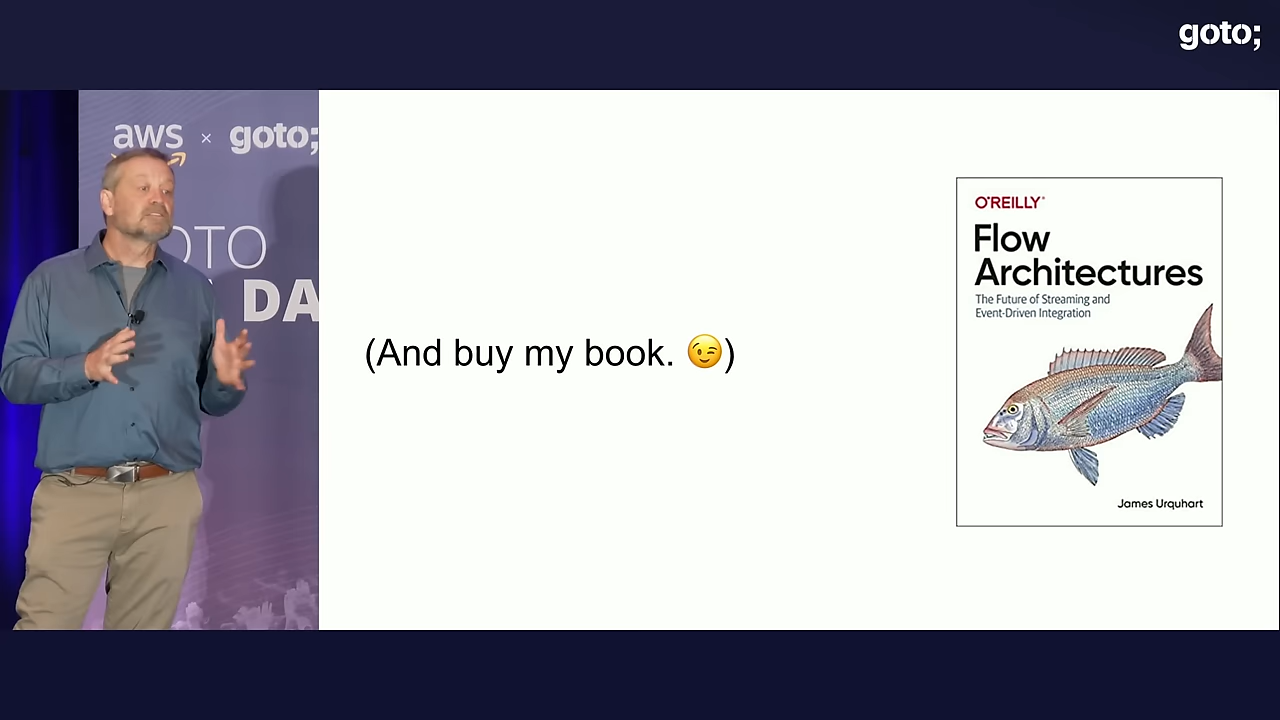 goto;
aws × goto;
OTO
DA
(And buy my book. 😉)
O'REILLY®
Flow
Architectures
The Future of Streaming and
Event-Driven Integration
James Urquhart